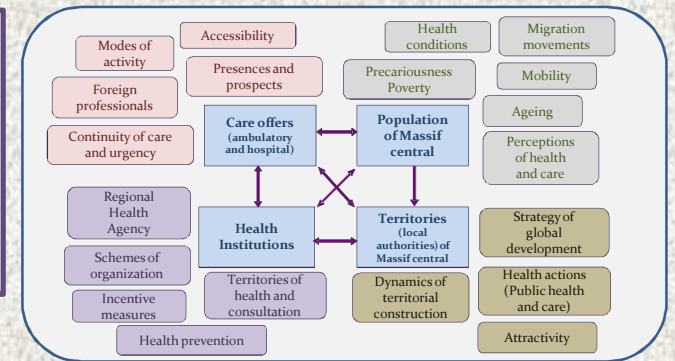 Accessibility
Modes of
activity
Presences and
prospects
Foreign
professionals
Continuity of care
and urgency
Health
conditions
Migration
movements
Precariousness
Poverty
Mobility
Ageing
Perceptions
of health
and care
Care offers
(ambulatory
and hospital)
Population
of Massif
central
Health
Institutions
Territories
(local
authorities) of
Massif central
Regional
Health
Agency
Schemes of
organization
Incentive
measures
Territories of
health and
consultation
Health prevention
Dynamics of
territorial
construction
Strategy of
global
development
Health actions
(Public health
and care)
Attractivity